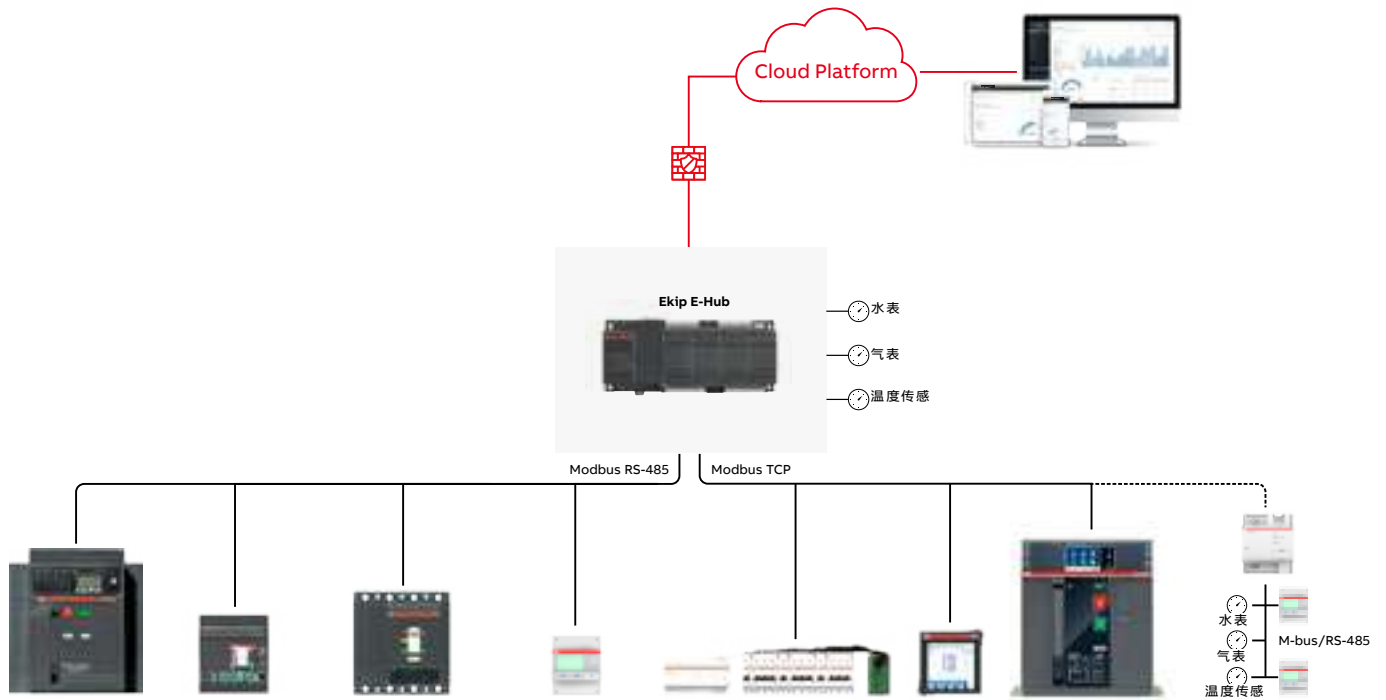 Cloud Platform
Ekip E-Hub
水表
气表
温度传感
Modbus RS-485
Modbus TCP
水表
M-bus/RS-485
气表
温度传感